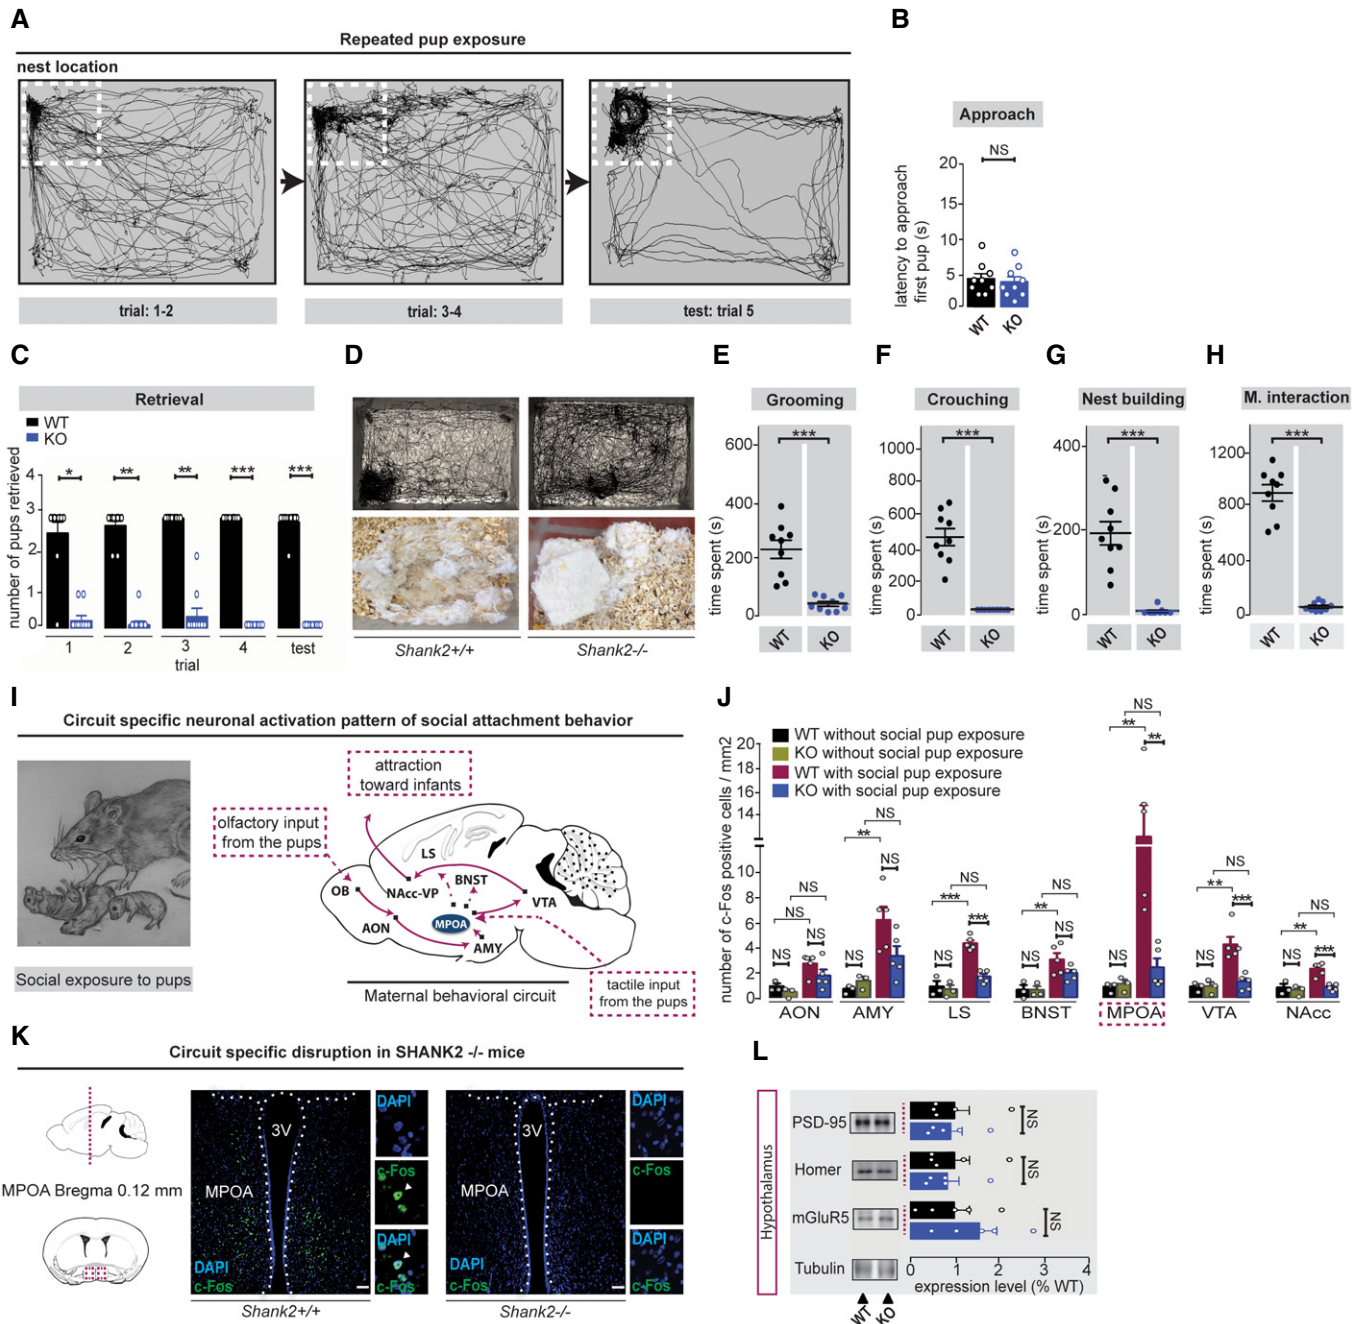 A
Repeated pup exposure
nest location
trial: 1-2
trial: 3-4
test: trial 5
B
Approach
NS
latency to approach
first pup (s)
20
15
10
5
0
WT
KO
C
Retrieval
WT
KO
number of pups retrieved
4
3
2
1
0
*
**
**
***
***
1
2
3
4
test
trial
D
Shank2+/+
Shank2-/-
E
Grooming
***
time spent (s)
600
400
200
0
WT
KO
F
Crouching
***
time spent (s)
1000
800
600
400
200
0
WT
KO
G
Nest building
***
time spent (s)
400
200
0
WT
KO
H
M. interaction
***
time spent (s)
1200
800
400
0
WT
KO
I
Circuit specific neuronal activation pattern of social attachment behavior
Social exposure to pups
attraction
toward infants
olfactory input
from the pups
LS
BNST
OB
NAcc-VP
VTA
AON
MPOA
AMY
tactile input
from the pups
Maternal behavioral circuit
J
WT without social pup exposure
KO without social pup exposure
WT with social pup exposure
KO with social pup exposure
number of c-Fos positive cells / mm2
20
18
16
14
10
8
6
4
2
0
NS
NS
NS
NS
NS
**
NS
NS
NS
***
NS
***
NS
**
NS
NS
NS
**
NS
**
NS
**
NS
***
NS
**
NS
***
AON
AMY
LS
BNST
MPOA
VTA
NAcc
K
Circuit specific disruption in SHANK2 -/- mice
MPOA Bregma 0.12 mm
3V
MPOA
DAPI
c-Fos
DAPI
c-Fos
DAPI
c-Fos
Shank2+/+
3V
MPOA
DAPI
c-Fos
DAPI
c-Fos
DAPI
c-Fos
Shank2-/-
L
Hypothalamus
PSD-95
Homer
mGluR5
Tubulin
NS
NS
NS
0
1
2
3
4
expression level (% WT)
WT
KO